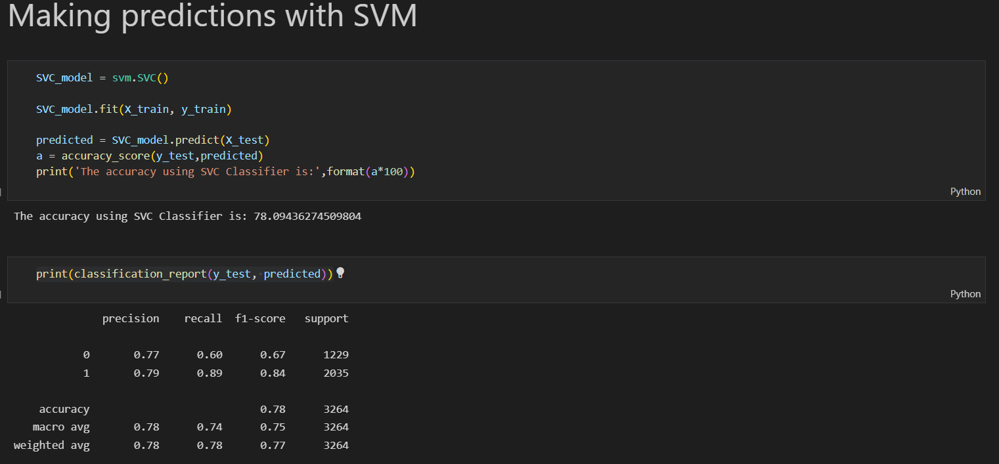 Making predictions with SVM
SVC_model = svm.SVC()
SVC_model.fit(X_train, y_train)
predicted = SVC_model.predict(X_test)
a = accuracy_score(y_test,predicted)
print('The accuracy using SVC Classifier is:',format(a*100))
Python
The accuracy using SVC Classifier is: 78.09436274509804
print(classification_report(y_test, predicted))
Python
precision recall f1-score support
0 0.77 0.60 0.67 1229
1 0.79 0.89 0.84 2035
accuracy 0.78 3264
macro avg 0.78 0.74 0.75 3264
weighted avg 0.78 0.78 0.77 3264